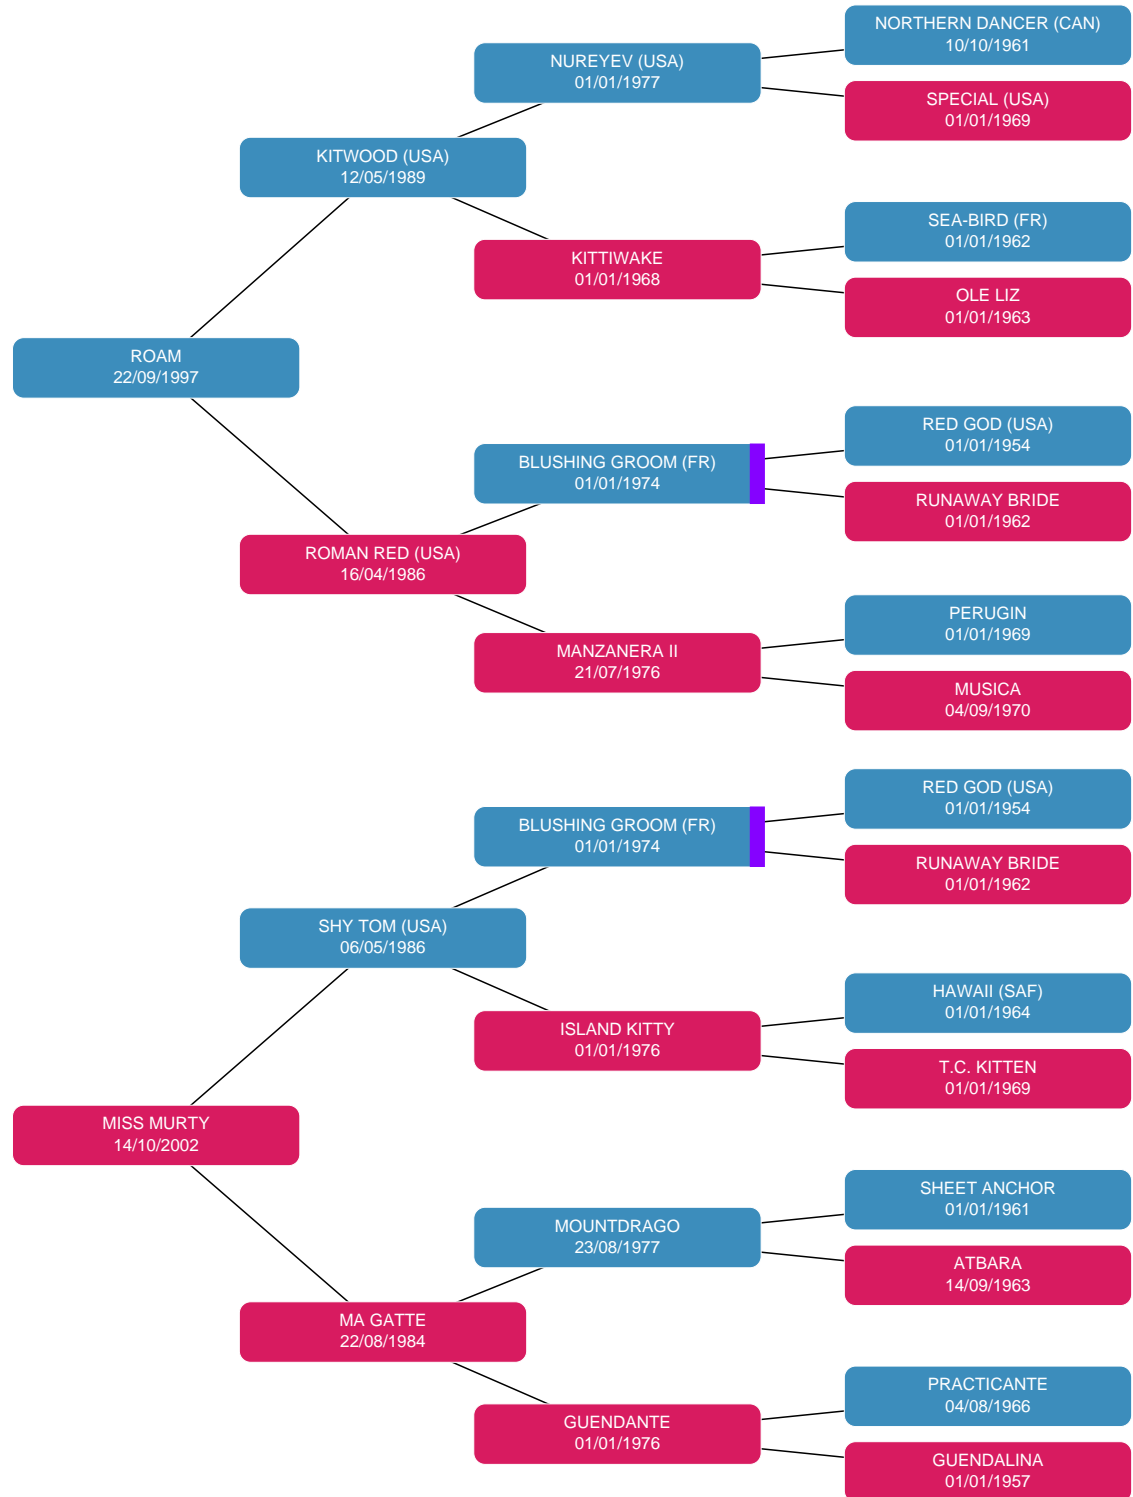 NORTHERN DANCER (CAN)
10/10/1961
NUREYEV (USA)
01/01/1977
SPECIAL (USA)
01/01/1969
KITWOOD (USA)
12/05/1989
SEA-BIRD (FR)
01/01/1962
KITTIWAKE
01/01/1968
OLE LIZ
01/01/1963
ROAM
22/09/1997
RED GOD (USA)
01/01/1954
BLUSHING GROOM (FR)
01/01/1974
RUNAWAY BRIDE
01/01/1962
ROMAN RED (USA)
16/04/1986
PERUGIN
01/01/1969
MANZANERA II
21/07/1976
MUSICA
04/09/1970
RED GOD (USA)
01/01/1954
BLUSHING GROOM (FR)
01/01/1974
RUNAWAY BRIDE
01/01/1962
SHY TOM (USA)
06/05/1986
HAWAII (SAF)
01/01/1964
ISLAND KITTY
01/01/1976
T.C. KITTEN
01/01/1969
MISS MURTY
14/10/2002
SHEET ANCHOR
01/01/1961
MOUNTDRAGO
23/08/1977
ATBARA
14/09/1963
MA GATTE
22/08/1984
PRACTICANTE
04/08/1966
GUENDANTE
01/01/1976
GUENDALINA
01/01/1957